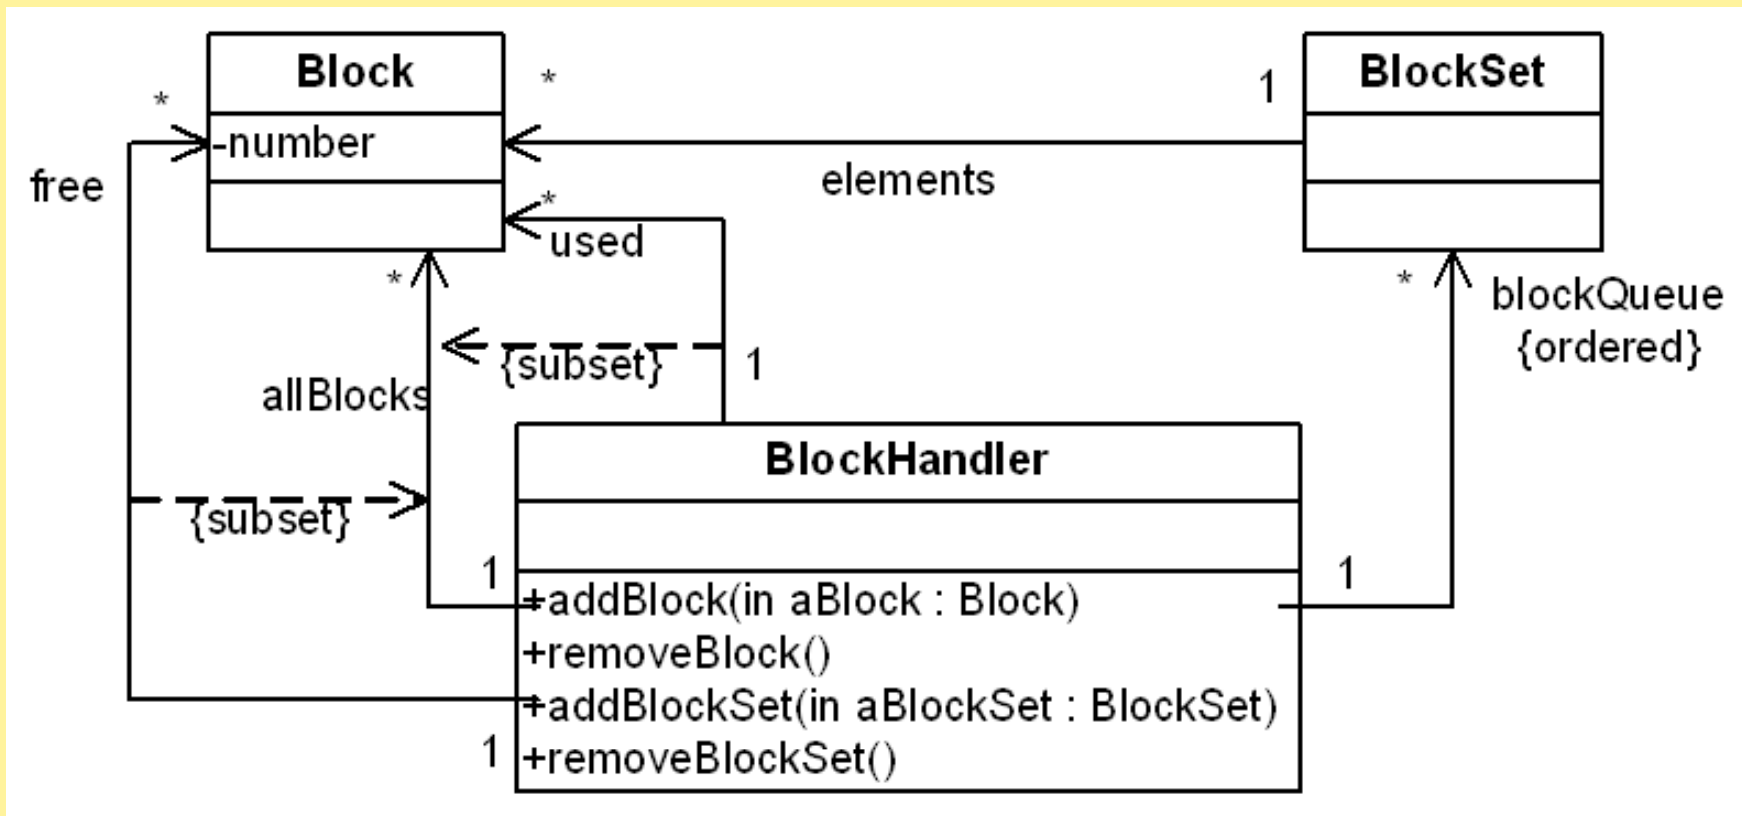 Block
-number
BlockSet
*
*
1
free
elements
*
used
*
*
blockQueue
{ordered}
{subset}
1
allBlocks
BlockHandler
{subset}
1
1
+addBlock(in aBlock : Block)
+removeBlock()
+addBlockSet(in aBlockSet : BlockSet)
1
+removeBlockSet()